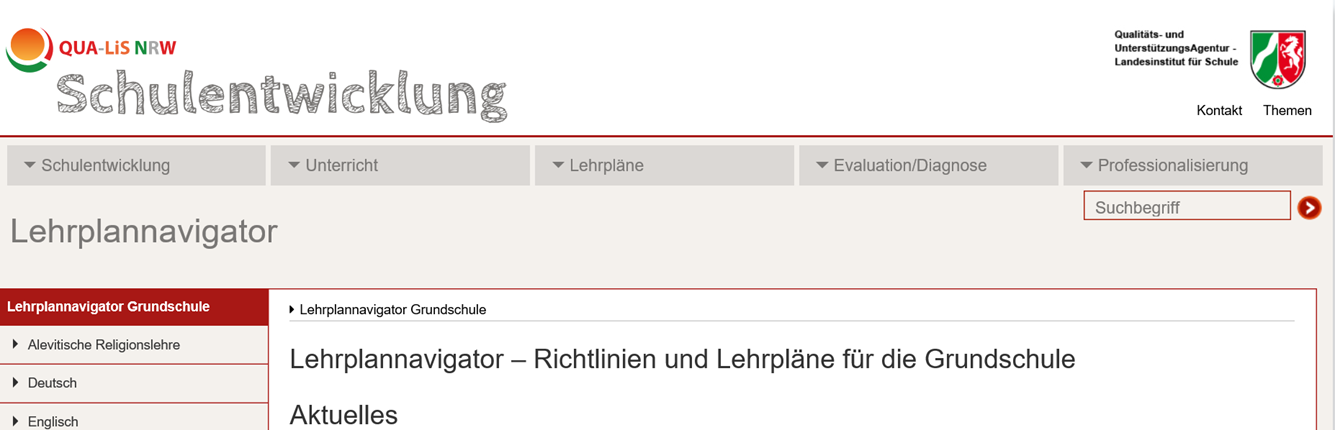 QUA-LiS NRW
Schulentwicklung
Qualitäts- und
UnterstützungsAgentur -
Landesinstitut für Schule
Kontakt Themen
Schulentwicklung Unterricht Lehrpläne Evaluation/Diagnose Professionalisierung
Suchbegriff
Lehrplannavigator
Lehrplannavigator Grundschule
Alevitische Religionslehre
Deutsch
Englisch
Lehrplannavigator Grundschule
Lehrplannavigator – Richtlinien und Lehrpläne für die Grundschule
Aktuelles